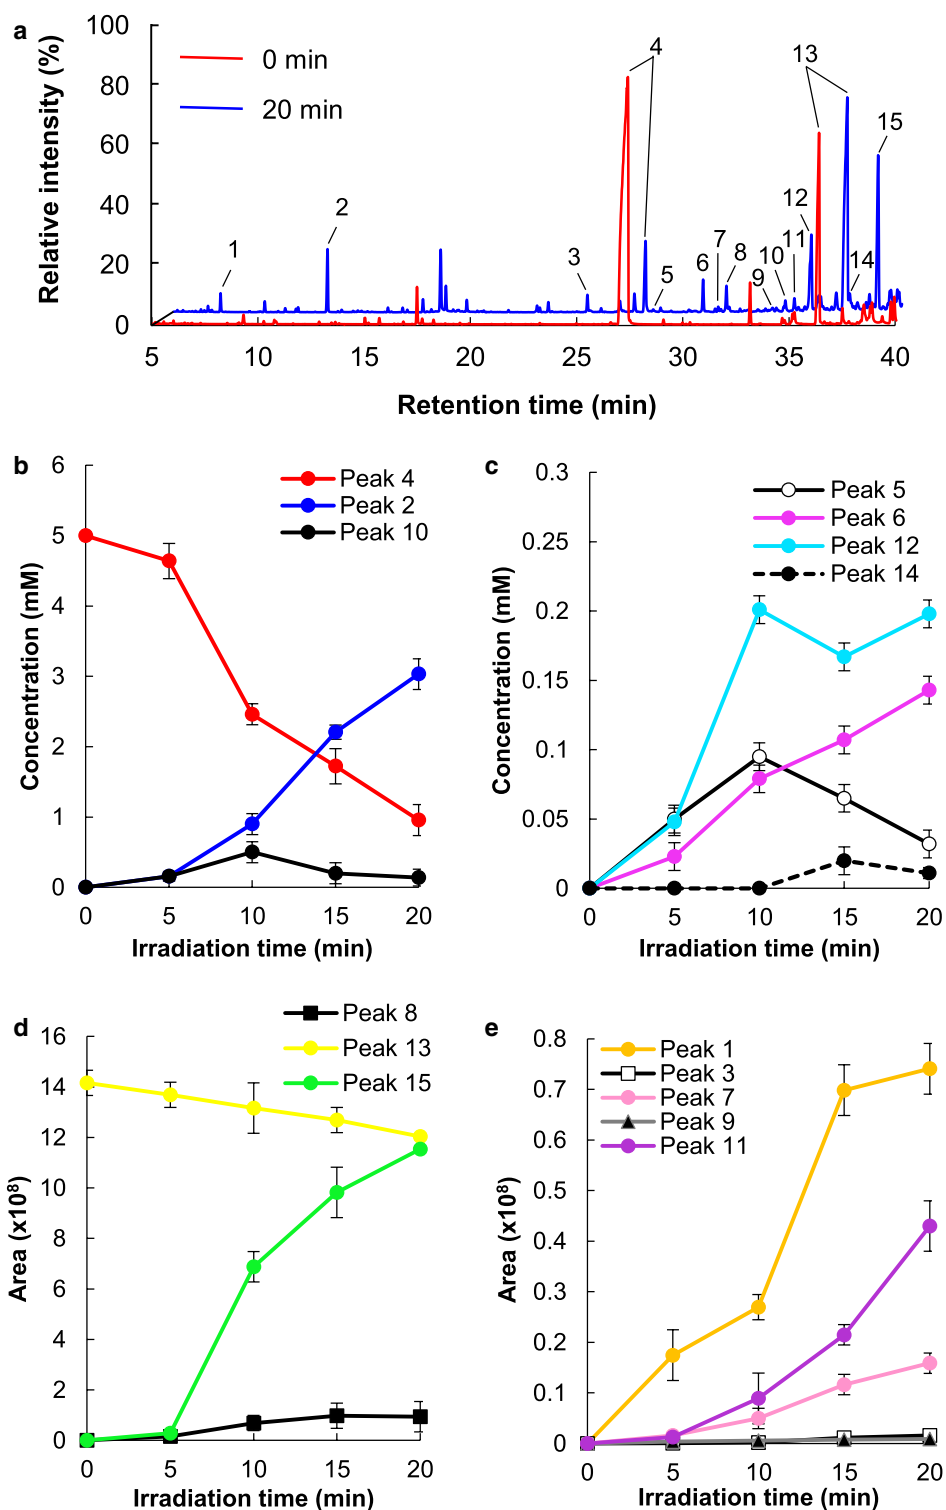 a
Relative intensity (%)
100
80
60
40
20
0
0 min
20 min
1
2
3
4
5
6
7
8
9
10
11
12
13
14
15
5
10
15
20
25
30
35
40
Retention time (min)
b
Concentration (mM)
6
5
4
3
2
1
0
Peak 4
Peak 2
Peak 10
0 5 10 15 20
Irradiation time (min)
c
Concentration (mM)
0.3
0.25
0.2
0.15
0.1
0.05
0
Peak 5
Peak 6
Peak 12
Peak 14
0 5 10 15 20
Irradiation time (min)
d
Area (x10⁸)
16
14
12
10
8
6
4
2
0
Peak 8
Peak 13
Peak 15
0 5 10 15 20
Irradiation time (min)
e
Area (x10⁸)
0.8
0.7
0.6
0.5
0.4
0.3
0.2
0.1
0
Peak 1
Peak 3
Peak 7
Peak 9
Peak 11
0 5 10 15 20
Irradiation time (min)